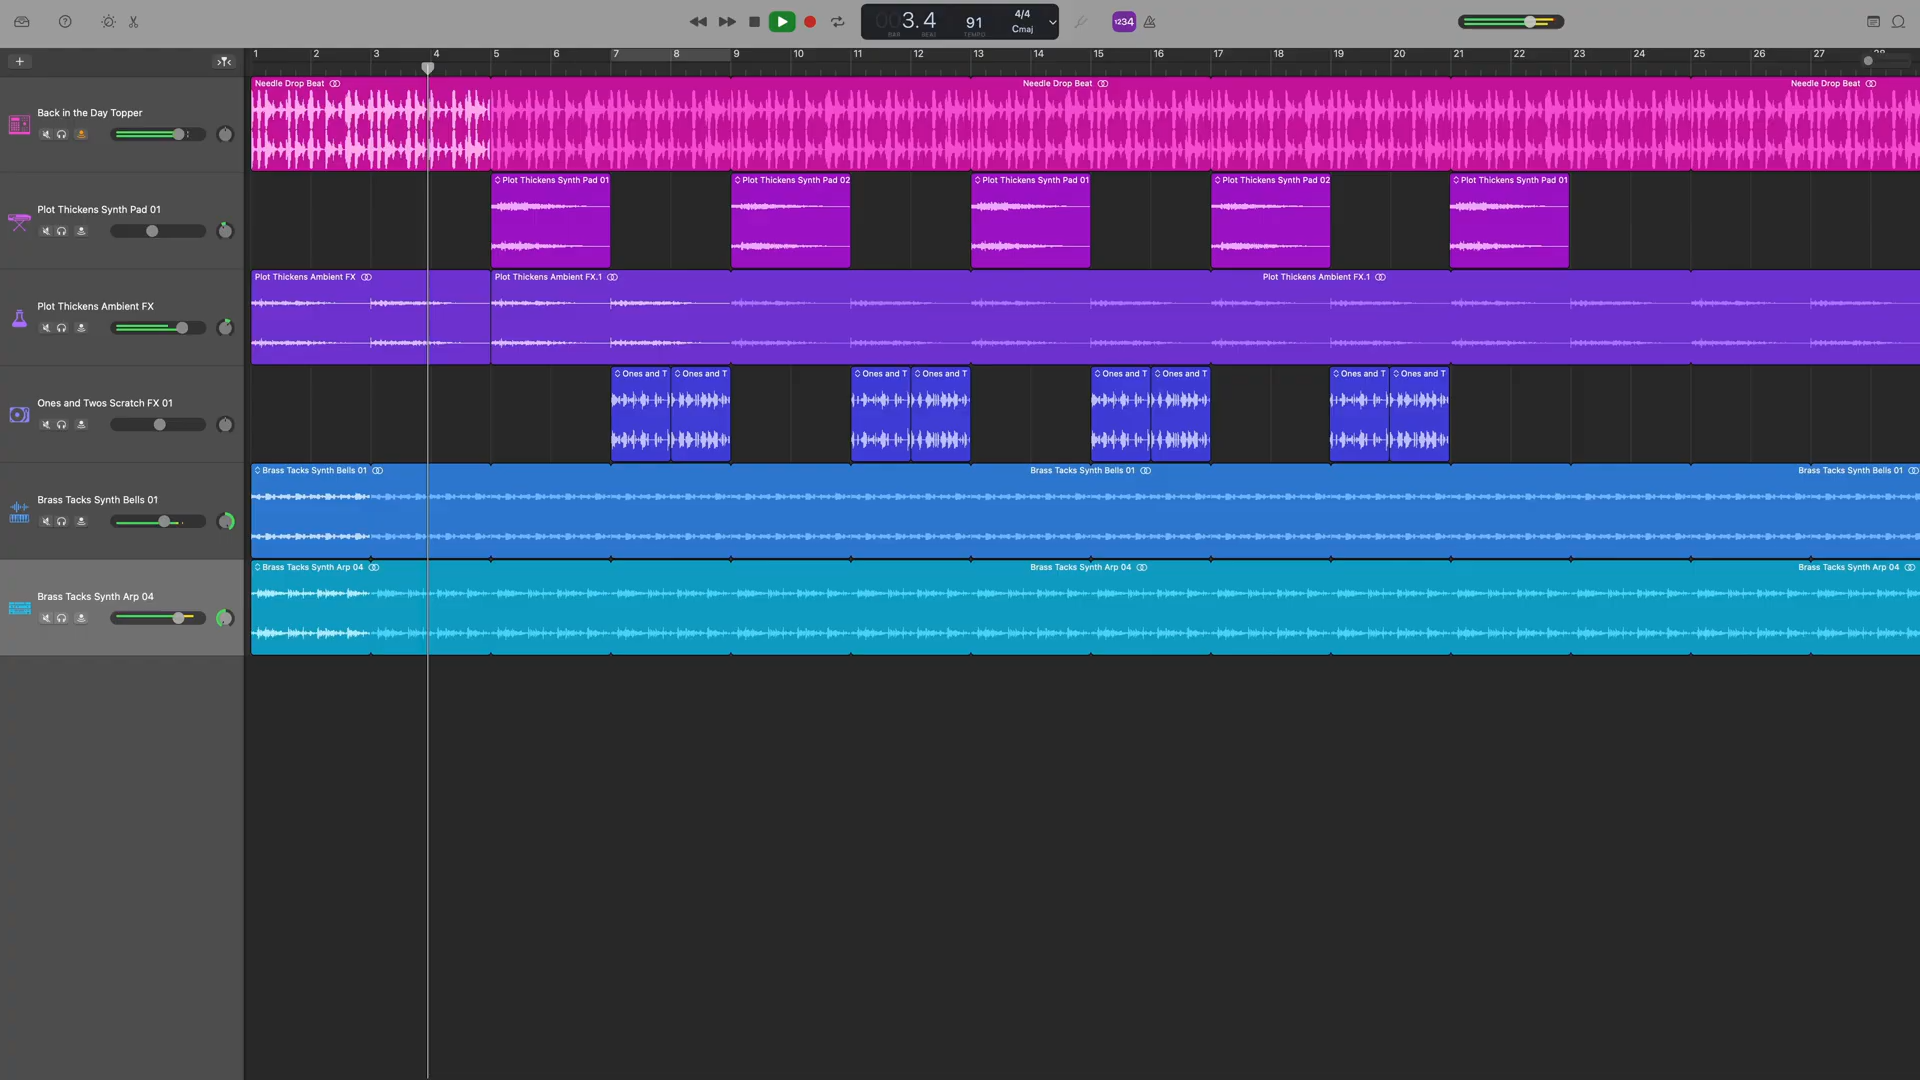 3.4
91
4/4
Cmaj
BAR
BEAT
TEMPO
1234
1 2 3 4 5 6 7 8 9 10 11 12 13 14 15 16 17 18 19 20 21 22 23 24 25 26 27
Back in the Day Topper
Needle Drop Beat
Needle Drop Beat
Needle Drop Beat
Plot Thickens Synth Pad 01
Plot Thickens Synth Pad 01
Plot Thickens Synth Pad 02
Plot Thickens Synth Pad 01
Plot Thickens Synth Pad 02
Plot Thickens Synth Pad 01
Plot Thickens Ambient FX
Plot Thickens Ambient FX
Plot Thickens Ambient FX.1
Plot Thickens Ambient FX.1
Ones and Twos Scratch FX 01
Ones and T
Ones and T
Ones and T
Ones and T
Ones and T
Ones and T
Ones and T
Ones and T
Brass Tacks Synth Bells 01
Brass Tacks Synth Bells 01
Brass Tacks Synth Bells 01
Brass Tacks Synth Bells 01
Brass Tacks Synth Arp 04
Brass Tacks Synth Arp 04
Brass Tacks Synth Arp 04
Brass Tacks Synth Arp 04